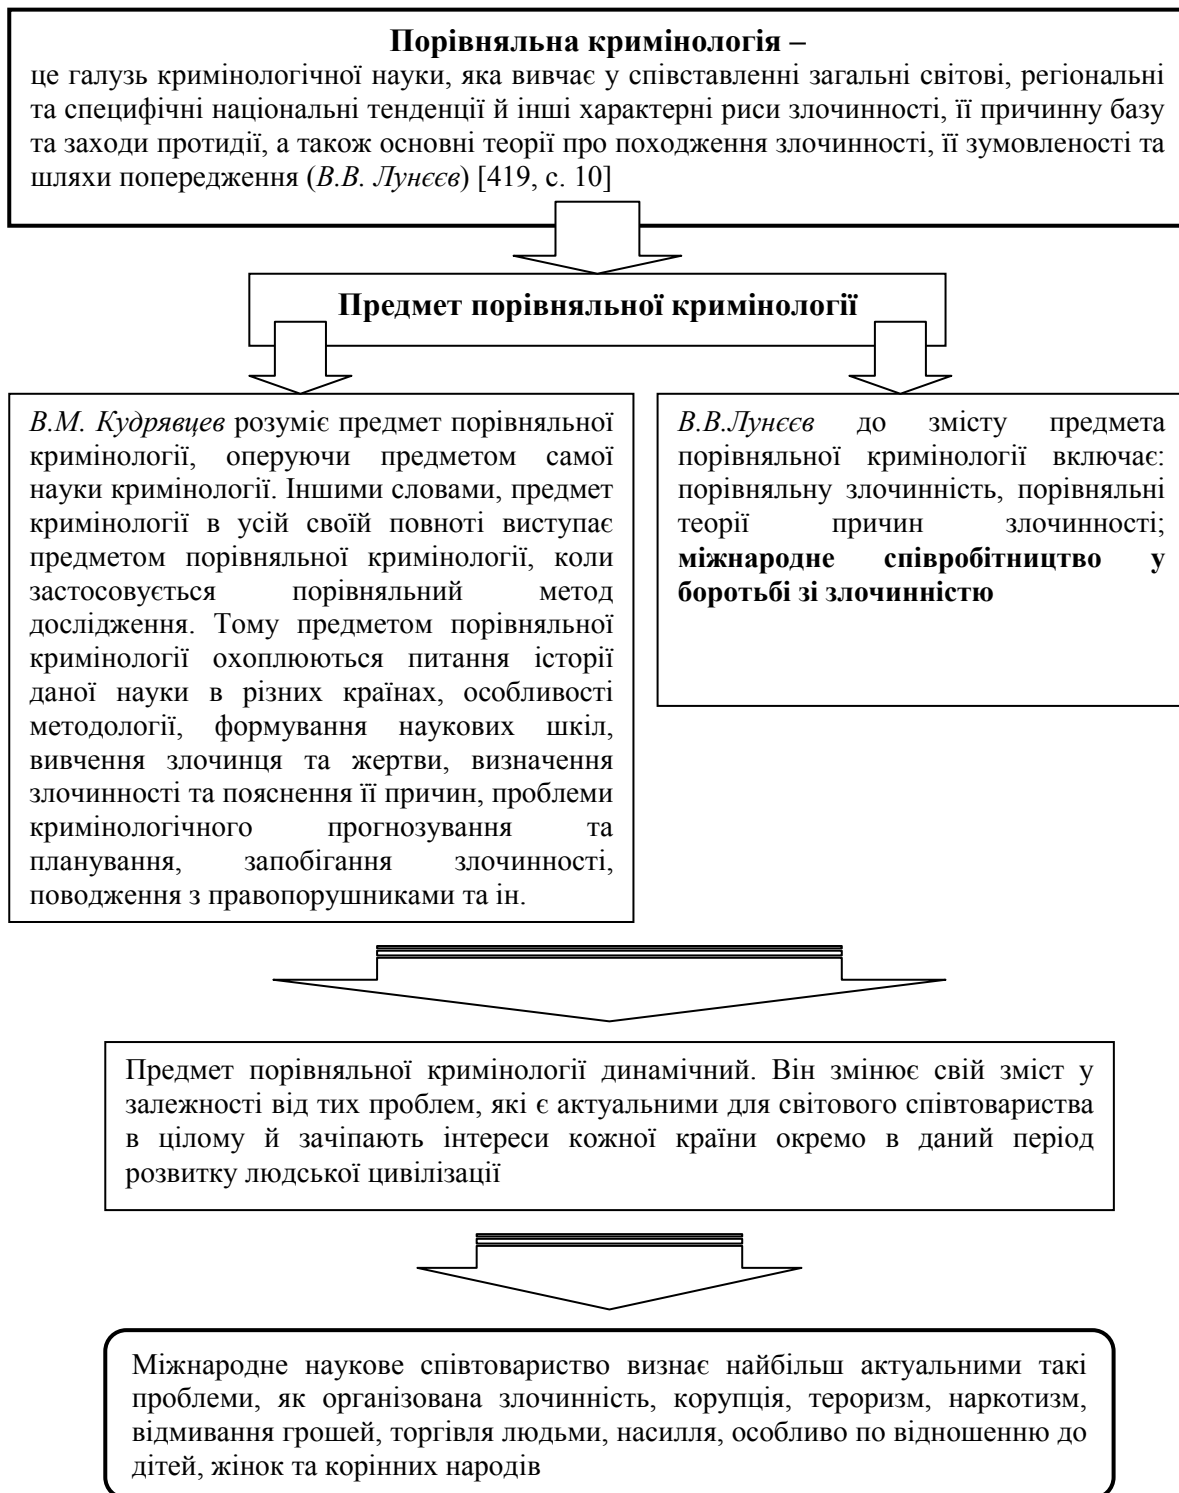 Порівняльна кримінологія –
це галузь кримінологічної науки, яка вивчає у співставленні загальні світові, регіональні
та специфічні національні тенденції й інші характерні риси злочинності, її причинну базу
та заходи протидії, а також основні теорії про походження злочинності, її зумовленості та
шляхи попередження (В.В. Лунєєв) [419, с. 10]
Предмет порівняльної кримінології
В.М. Кудрявцев розуміє предмет порівняльної
кримінології, оперуючи предметом самої
науки кримінології. Іншими словами, предмет
кримінології в усій своїй повноті виступає
предметом порівняльної кримінології, коли
застосовується порівняльний метод
дослідження. Тому предметом порівняльної
кримінології охоплюються питання історії
даної науки в різних країнах, особливості
методології, формування наукових шкіл,
вивчення злочинця та жертви, визначення
злочинності та пояснення її причин, проблеми
кримінологічного прогнозування та
планування, запобігання злочинності,
поводження з правопорушниками та ін.
В.В.Лунєєв до змісту предмета
порівняльної кримінології включає:
порівняльну злочинність, порівняльні
теорії причин злочинності;
міжнародне співробітництво у
боротьбі зі злочинністю
Предмет порівняльної кримінології динамічний. Він змінює свій зміст у
залежності від тих проблем, які є актуальними для світового співтовариства
в цілому й зачіпають інтереси кожної країни окремо в даний період
розвитку людської цивілізації
Міжнародне наукове співтовариство визнає найбільш актуальними такі
проблеми, як організована злочинність, корупція, тероризм, наркотизм,
відмивання грошей, торгівля людьми, насилля, особливо по відношенню до
дітей, жінок та корінних народів